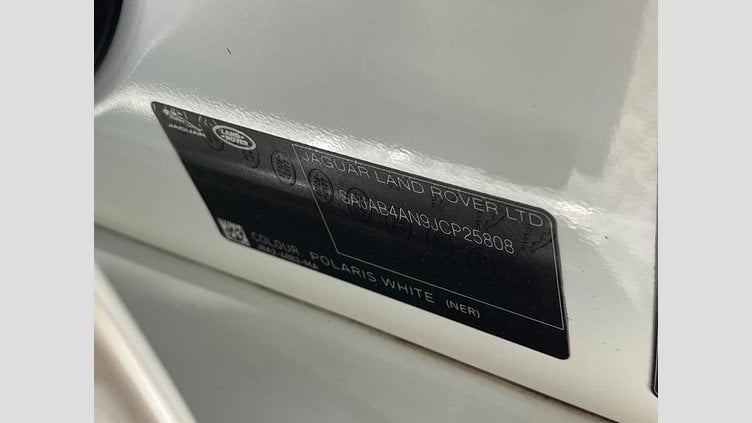 JAGUAR
LAND
ROVER
JAGUAR LAND ROVER LTD
SAJAB4AN9JCP25808
COLOUR: POLARIS WHITE (NER)